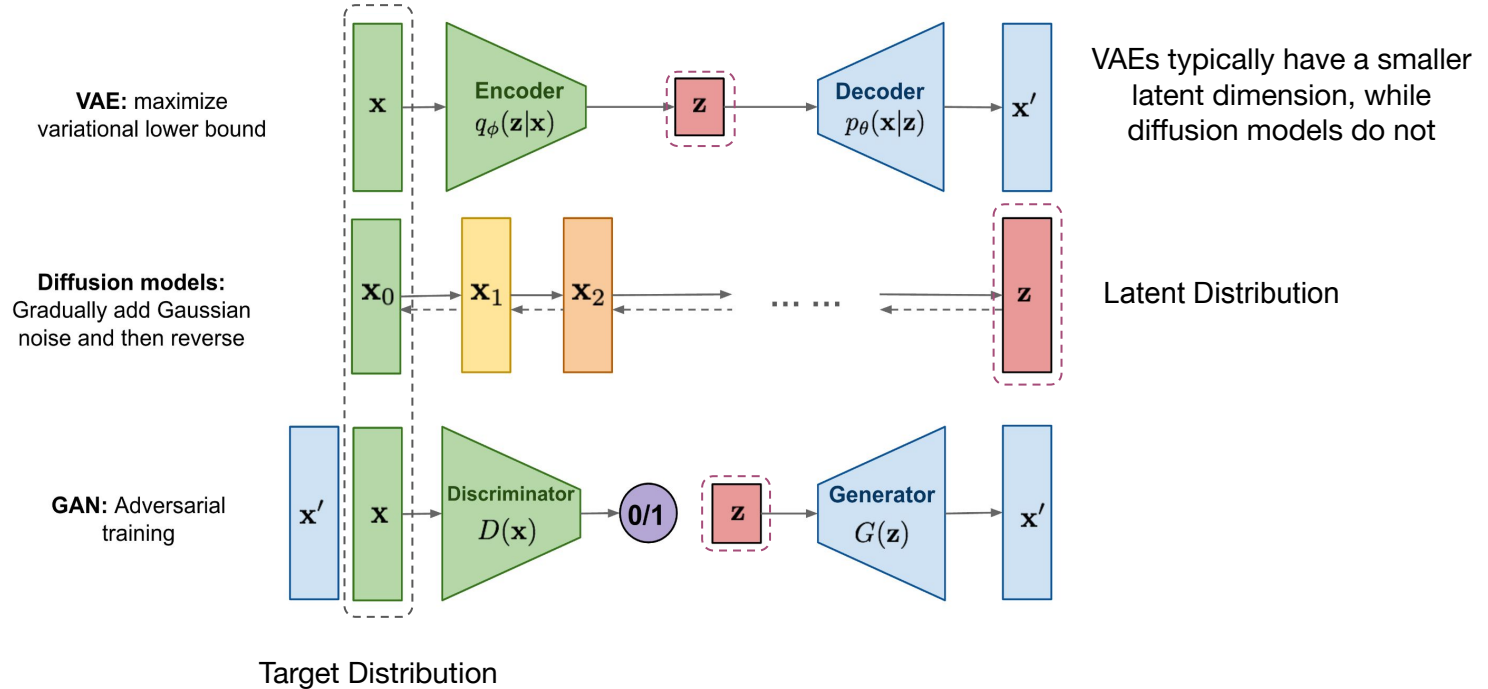 VAE: maximize
variational lower bound
x
Encoder
q_ϕ(z|x)
z
Decoder
p_θ(x|z)
x′
VAEs typically have a smaller
latent dimension, while
diffusion models do not
Diffusion models:
Gradually add Gaussian
noise and then reverse
x₀
x₁
x₂
... ...
z
Latent Distribution
GAN: Adversarial
training
x′
x
Discriminator
D(x)
0/1
z
Generator
G(z)
x′
Target Distribution